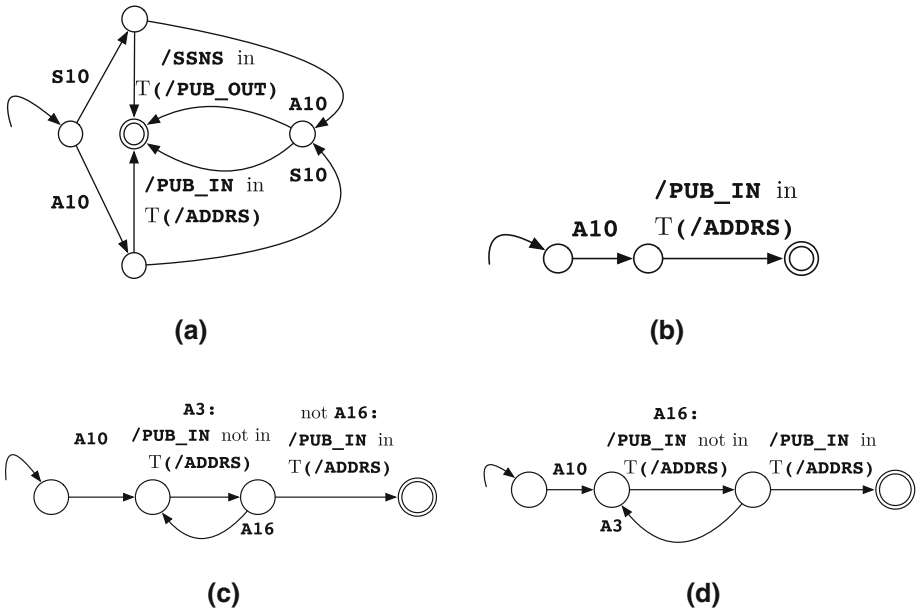 S10
/SSNS in
T(/PUB_OUT)
A10
S10
A10
/PUB_IN in
T(/ADDRS)
(a)
/PUB_IN in
T(/ADDRS)
A10
(b)
A3:
/PUB_IN not in
T(/ADDRS)
not A16:
/PUB_IN in
T(/ADDRS)
A10
A16
(c)
A16:
/PUB_IN not in
T(/ADDRS)
/PUB_IN in
T(/ADDRS)
A10
A3
(d)